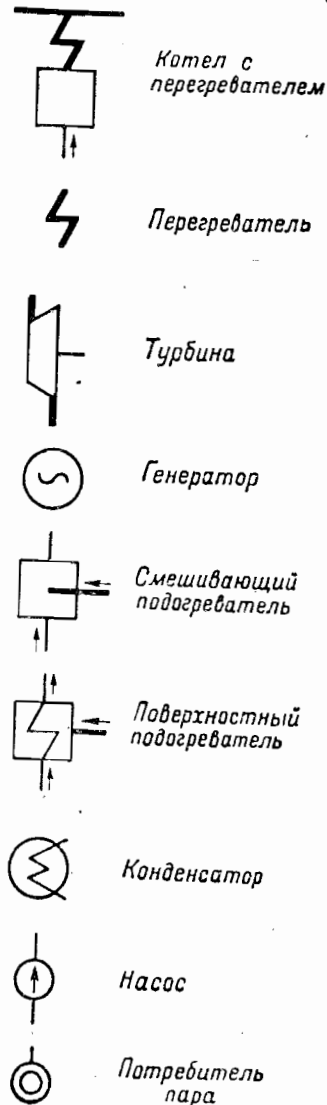 Котел с
перегревателем
Перегреватель
Турбина
Генератор
Смешивающий
подогреватель
Поверхностный
подогреватель
Конденсатор
Насос
Потребитель
пара